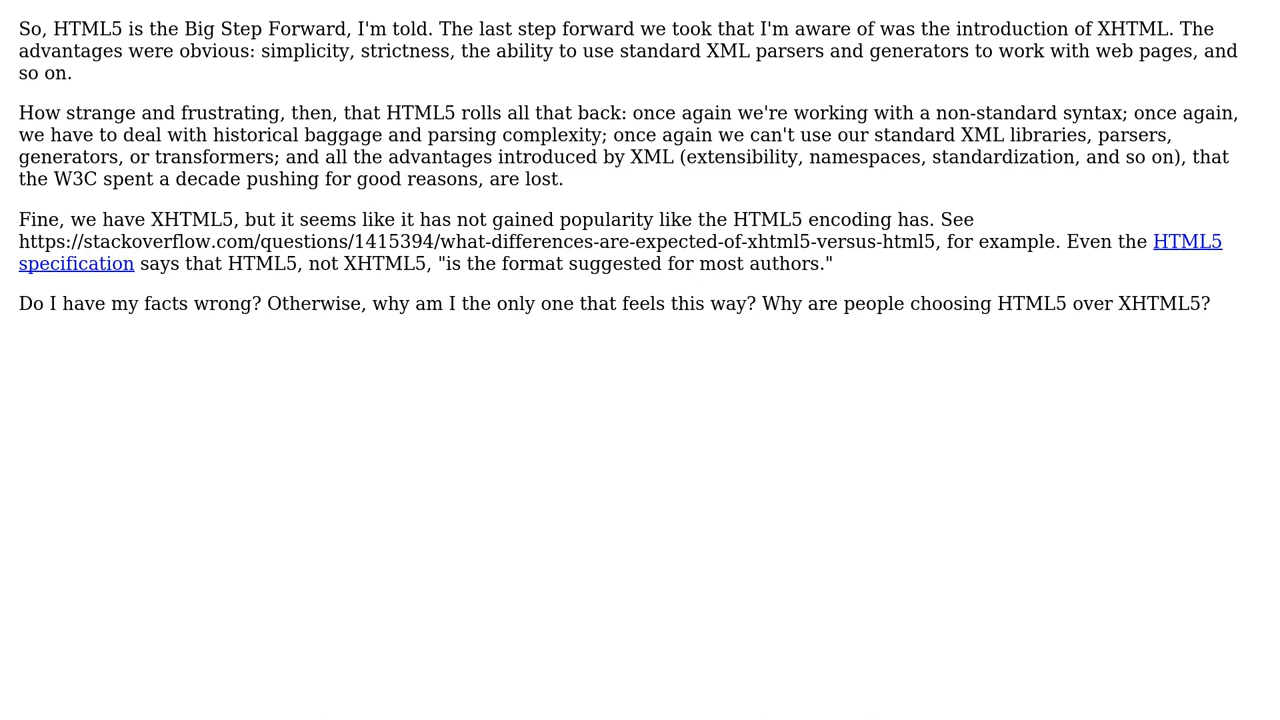 So, HTML5 is the Big Step Forward, I'm told. The last step forward we took that I'm aware of was the introduction of XHTML. The
advantages were obvious: simplicity, strictness, the ability to use standard XML parsers and generators to work with web pages, and
so on.
How strange and frustrating, then, that HTML5 rolls all that back: once again we're working with a non-standard syntax; once again,
we have to deal with historical baggage and parsing complexity; once again we can't use our standard XML libraries, parsers,
generators, or transformers; and all the advantages introduced by XML (extensibility, namespaces, standardization, and so on), that
the W3C spent a decade pushing for good reasons, are lost.
Fine, we have XHTML5, but it seems like it has not gained popularity like the HTML5 encoding has. See
https://stackoverflow.com/questions/1415394/what-differences-are-expected-of-xhtml5-versus-html5, for example. Even the HTML5
specification says that HTML5, not XHTML5, "is the format suggested for most authors."
Do I have my facts wrong? Otherwise, why am I the only one that feels this way? Why are people choosing HTML5 over XHTML5?